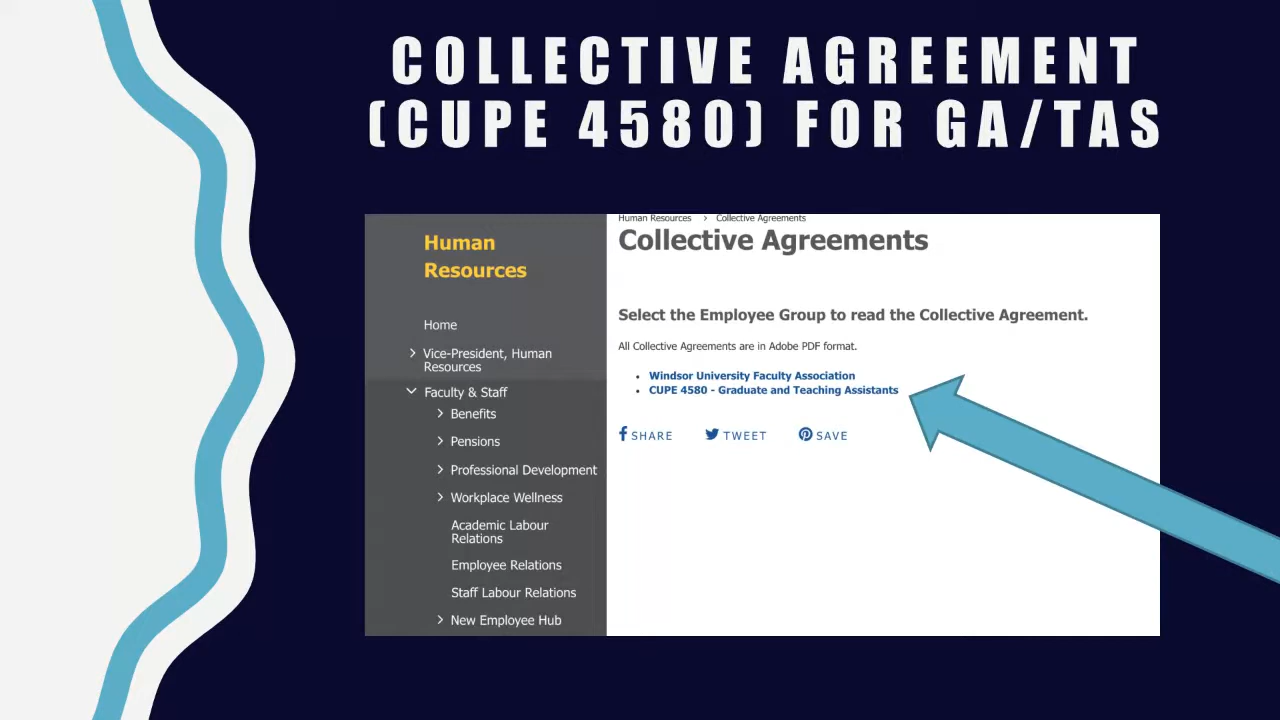 COLLECTIVE AGREEMENT
(CUPE 4580) FOR GA/TAS
Human Resources > Collective Agreements
Human
Resources
Home
Vice-President, Human
Resources
Faculty & Staff
Benefits
Pensions
Professional Development
Workplace Wellness
Academic Labour
Relations
Employee Relations
Staff Labour Relations
New Employee Hub
Collective Agreements
Select the Employee Group to read the Collective Agreement.
All Collective Agreements are in Adobe PDF format.
• Windsor University Faculty Association
• CUPE 4580 - Graduate and Teaching Assistants
SHARE TWEET SAVE